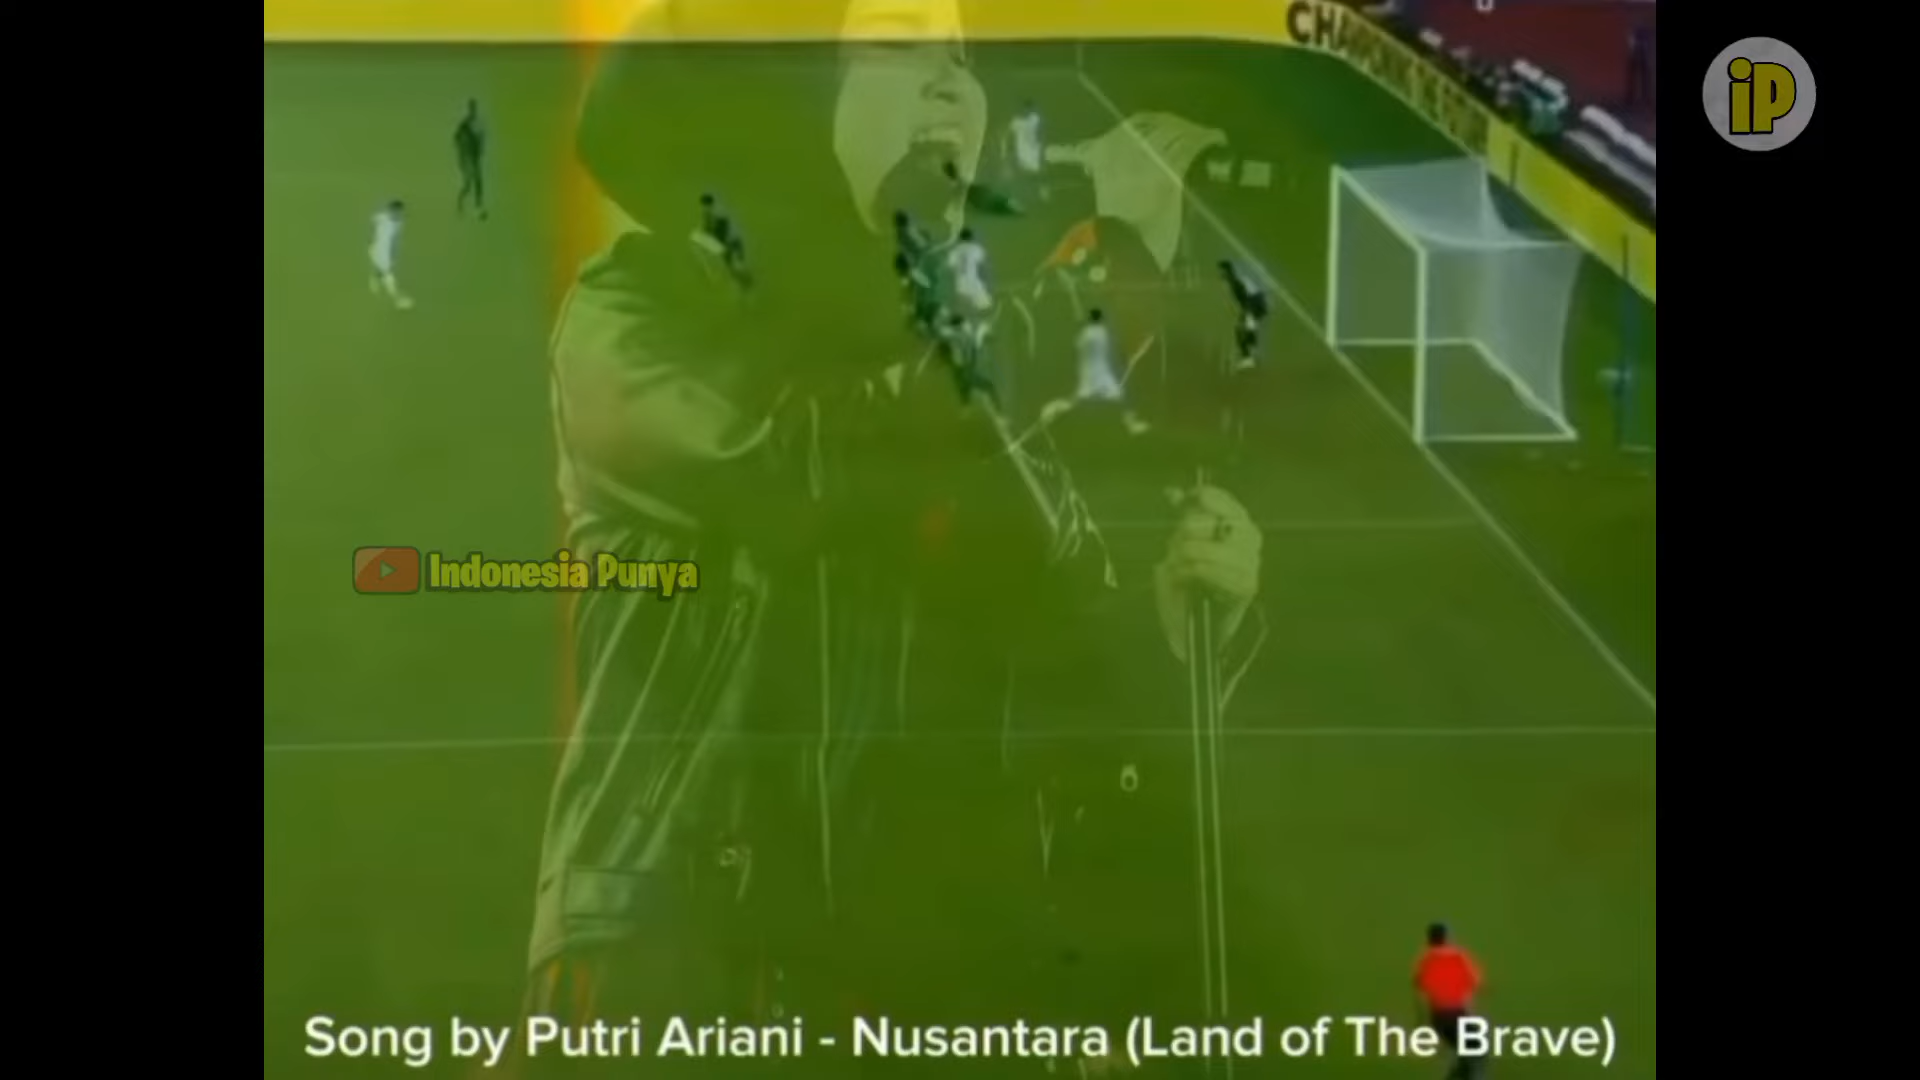 iP
Indonesia Punya
Song by Putri Ariani - Nusantara (Land of The Brave)